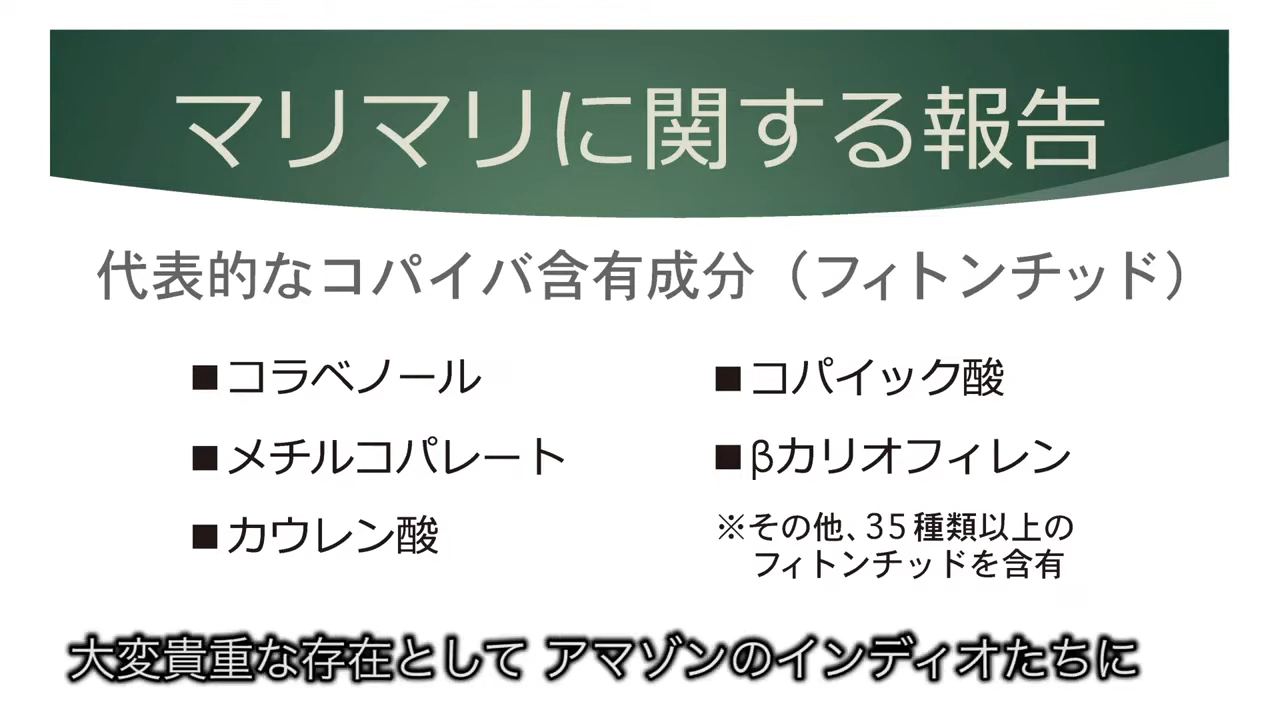 マリマリに関する報告
代表的なコパイバ含有成分（フィトンチッド）
■コラベノール
■メチルコパレート
■カウレン酸
■コパイック酸
■βカリオフィレン
※その他、35種類以上の
フィトンチッドを含有
大変貴重な存在として アマゾンのインディオたちに